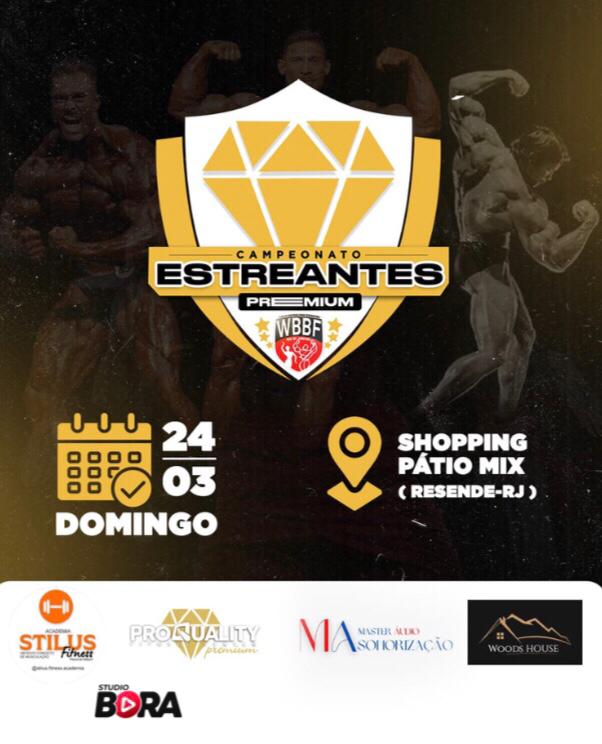 CAMPEONATO
ESTREANTES
PREMIUM
WBBF
24
03
DOMINGO
SHOPPING
PÁTIO MIX
( RESENDE-RJ )
ACADEMIA
STILUS
Fitness
@stilus.fitness.academia
PROQUALITY
premium
MA MASTER ÁUDIO
SONORIZAÇÃO
WOODS HOUSE
STUDIO
BORA